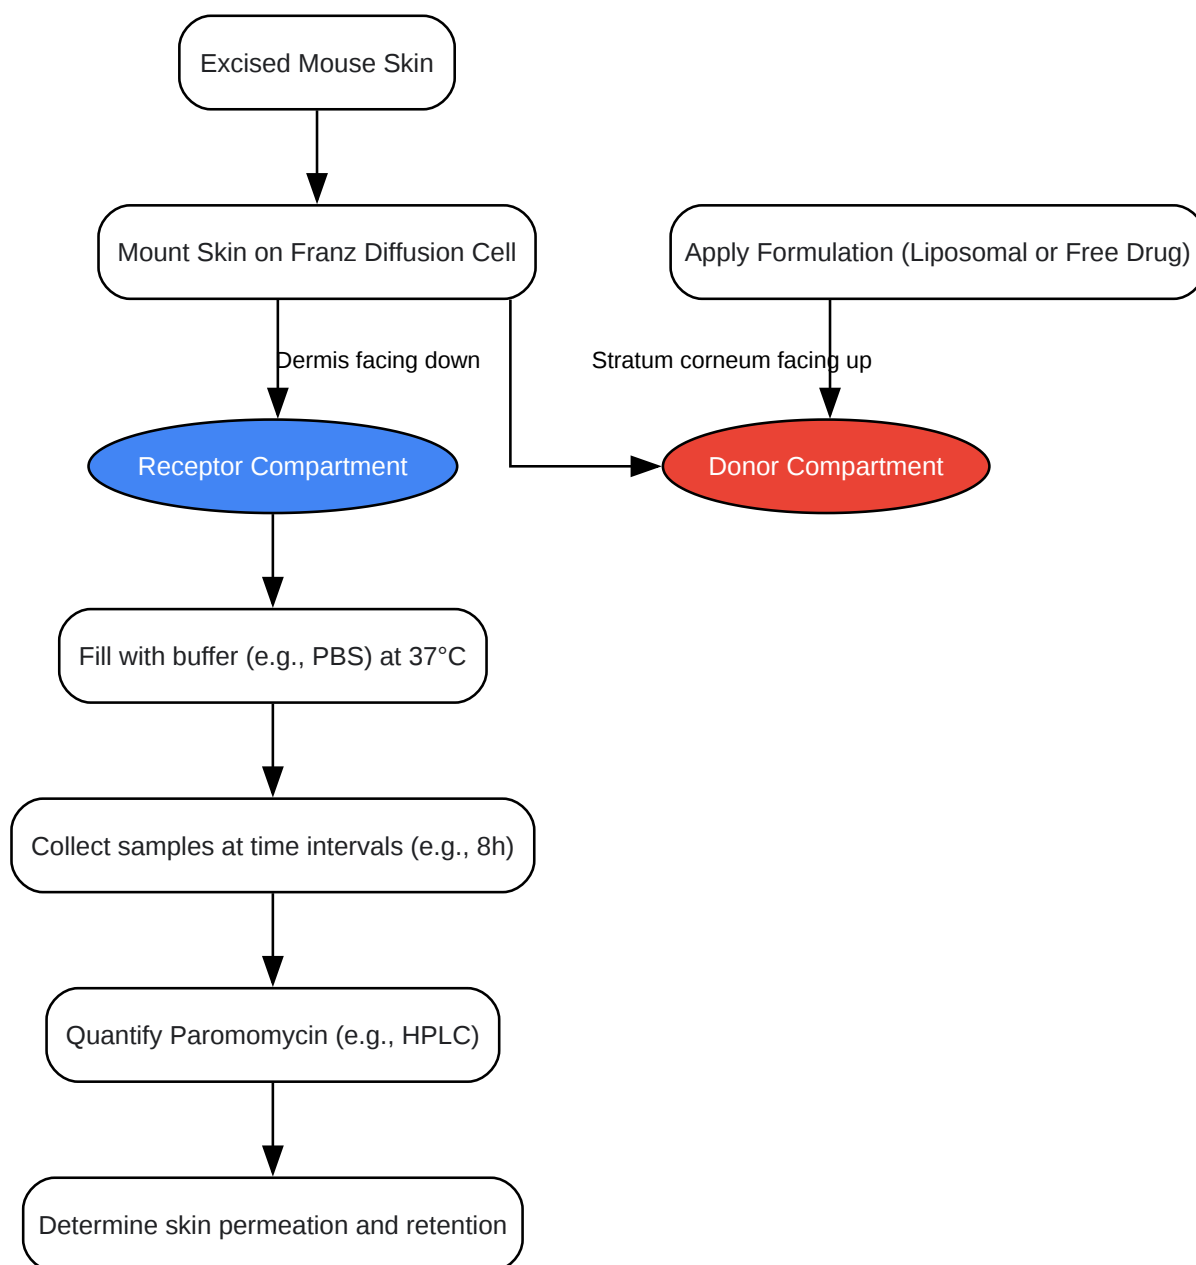 Excised Mouse Skin
Mount Skin on Franz Diffusion Cell
Apply Formulation (Liposomal or Free Drug)
Dermis facing down
Stratum corneum facing up
Receptor Compartment
Donor Compartment
Fill with buffer (e.g., PBS) at 37°C
Collect samples at time intervals (e.g., 8h)
Quantify Paromomycin (e.g., HPLC)
Determine skin permeation and retention